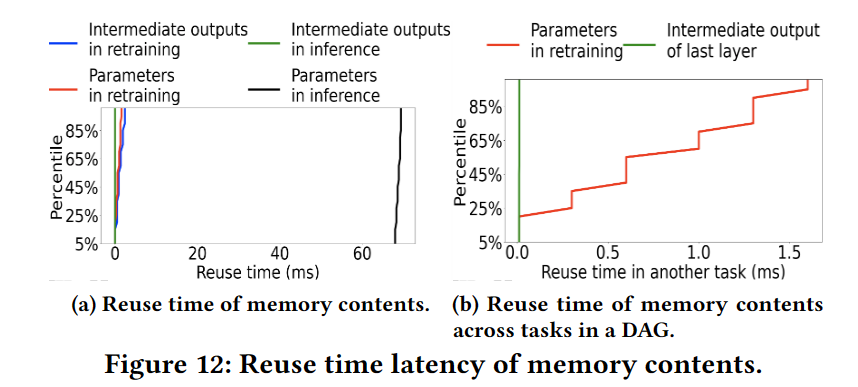 Intermediate outputs
in retraining
Intermediate outputs
in inference
Parameters
in retraining
Parameters
in inference
Percentile
85%
65%
45%
25%
5%
0
20
40
60
Reuse time (ms)
(a) Reuse time of memory contents.
Parameters
in retraining
Intermediate output
of last layer
Percentile
85%
65%
45%
25%
5%
0.0
0.5
1.0
1.5
Reuse time in another task (ms)
(b) Reuse time of memory contents
across tasks in a DAG.
Figure 12: Reuse time latency of memory contents.